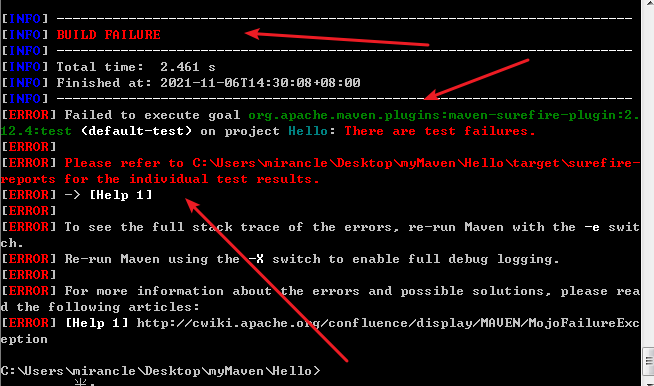 [INFO] ------------------------------------------------------------------------
[INFO] BUILD FAILURE
[INFO] ------------------------------------------------------------------------
[INFO] Total time:  2.461 s
[INFO] Finished at: 2021-11-06T14:30:08+08:00
[INFO] ------------------------------------------------------------------------
[ERROR] Failed to execute goal org.apache.maven.plugins:maven-surefire-plugin:2.
12.4:test (default-test) on project Hello: There are test failures.
[ERROR]
[ERROR] Please refer to C:\Users\mirancle\Desktop\myMaven\Hello\target\surefire-
reports for the individual test results.
[ERROR] -> [Help 1]
[ERROR]
[ERROR] To see the full stack trace of the errors, re-run Maven with the -e swit
ch.
[ERROR] Re-run Maven using the -X switch to enable full debug logging.
[ERROR]
[ERROR] For more information about the errors and possible solutions, please rea
d the following articles:
[ERROR] [Help 1] http://cwiki.apache.org/confluence/display/MAVEN/MojoFailureExc
eption
C:\Users\mirancle\Desktop\myMaven\Hello>